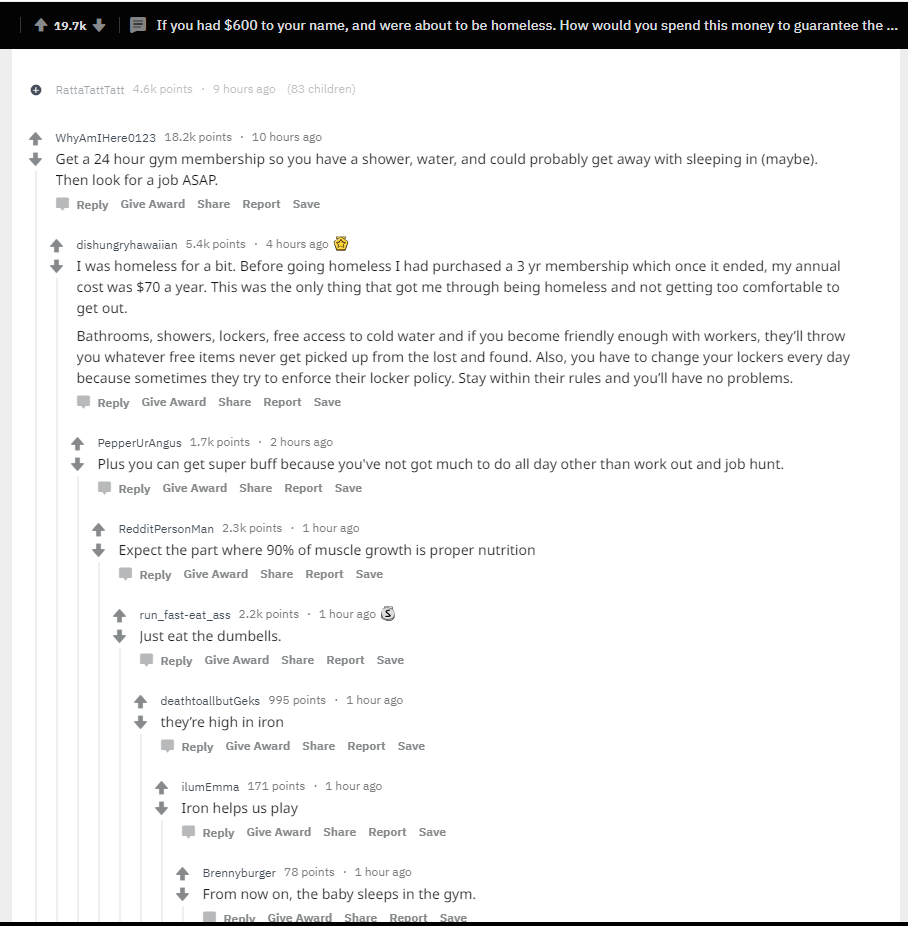 19.7k If you had $600 to your name, and were about to be homeless. How would you spend this money to guarantee the ...
RattaTattTatt 4.6k points · 9 hours ago (83 children)
WhyAmIHere0123 18.2k points · 10 hours ago
Get a 24 hour gym membership so you have a shower, water, and could probably get away with sleeping in (maybe).
Then look for a job ASAP.
Reply Give Award Share Report Save
dishungryhawaiian 5.4k points · 4 hours ago
I was homeless for a bit. Before going homeless I had purchased a 3 yr membership which once it ended, my annual
cost was $70 a year. This was the only thing that got me through being homeless and not getting too comfortable to
get out.
Bathrooms, showers, lockers, free access to cold water and if you become friendly enough with workers, they’ll throw
you whatever free items never get picked up from the lost and found. Also, you have to change your lockers every day
because sometimes they try to enforce their locker policy. Stay within their rules and you’ll have no problems.
Reply Give Award Share Report Save
PepperUrAngus 1.7k points · 2 hours ago
Plus you can get super buff because you've not got much to do all day other than work out and job hunt.
Reply Give Award Share Report Save
RedditPersonMan 2.3k points · 1 hour ago
Expect the part where 90% of muscle growth is proper nutrition
Reply Give Award Share Report Save
run_fast-eat_ass 2.2k points · 1 hour ago S
Just eat the dumbells.
Reply Give Award Share Report Save
deathtoallbutGeks 995 points · 1 hour ago
they’re high in iron
Reply Give Award Share Report Save
ilumEmma 171 points · 1 hour ago
Iron helps us play
Reply Give Award Share Report Save
Brennyburger 78 points · 1 hour ago
From now on, the baby sleeps in the gym.
Reply Give Award Share Report Save